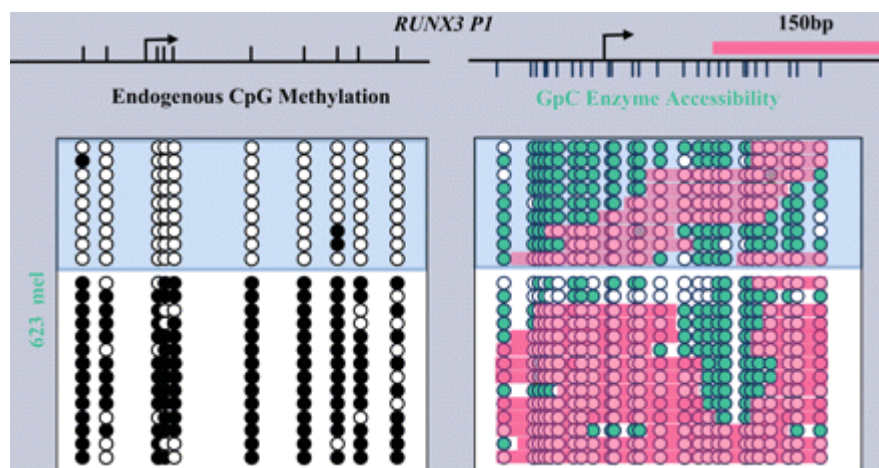 RUNX3 P1
150bp
Endogenous CpG Methylation
GpC Enzyme Accessibility
623 mel